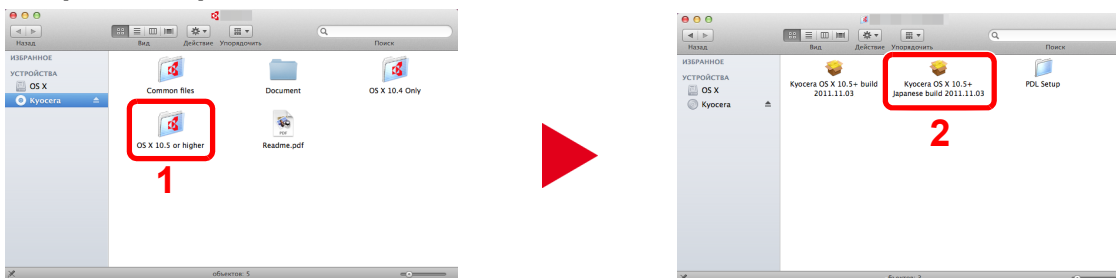 Назад
Вид
Действие
Упорядочить
Поиск
ИЗБРАННОЕ
УСТРОЙСТВА
OS X
Kyocera
Common files
Document
OS X 10.4 Only
OS X 10.5 or higher
PDF
Readme.pdf
1
объектов: 5
Назад
Вид
Действие
Упорядочить
Поиск
ИЗБРАННОЕ
УСТРОЙСТВА
OS X
Kyocera
Kyocera OS X 10.5+ build
2011.11.03
Kyocera OS X 10.5+
Japanese build 2011.11.03
PDL Setup
2